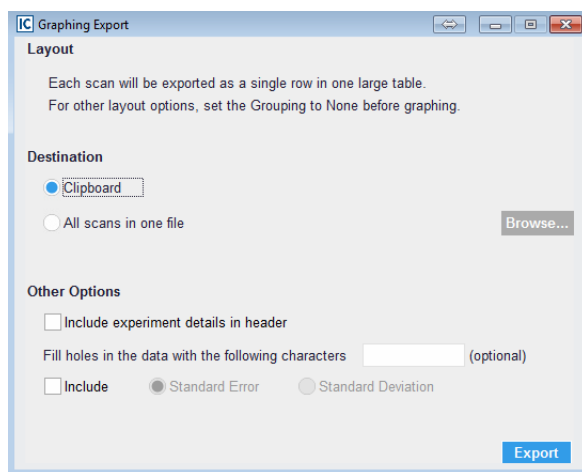 IC Graphing Export
Layout
Each scan will be exported as a single row in one large table.
For other layout options, set the Grouping to None before graphing.
Destination
Clipboard
All scans in one file Browse...
Other Options
Include experiment details in header
Fill holes in the data with the following characters (optional)
Include Standard Error Standard Deviation
Export